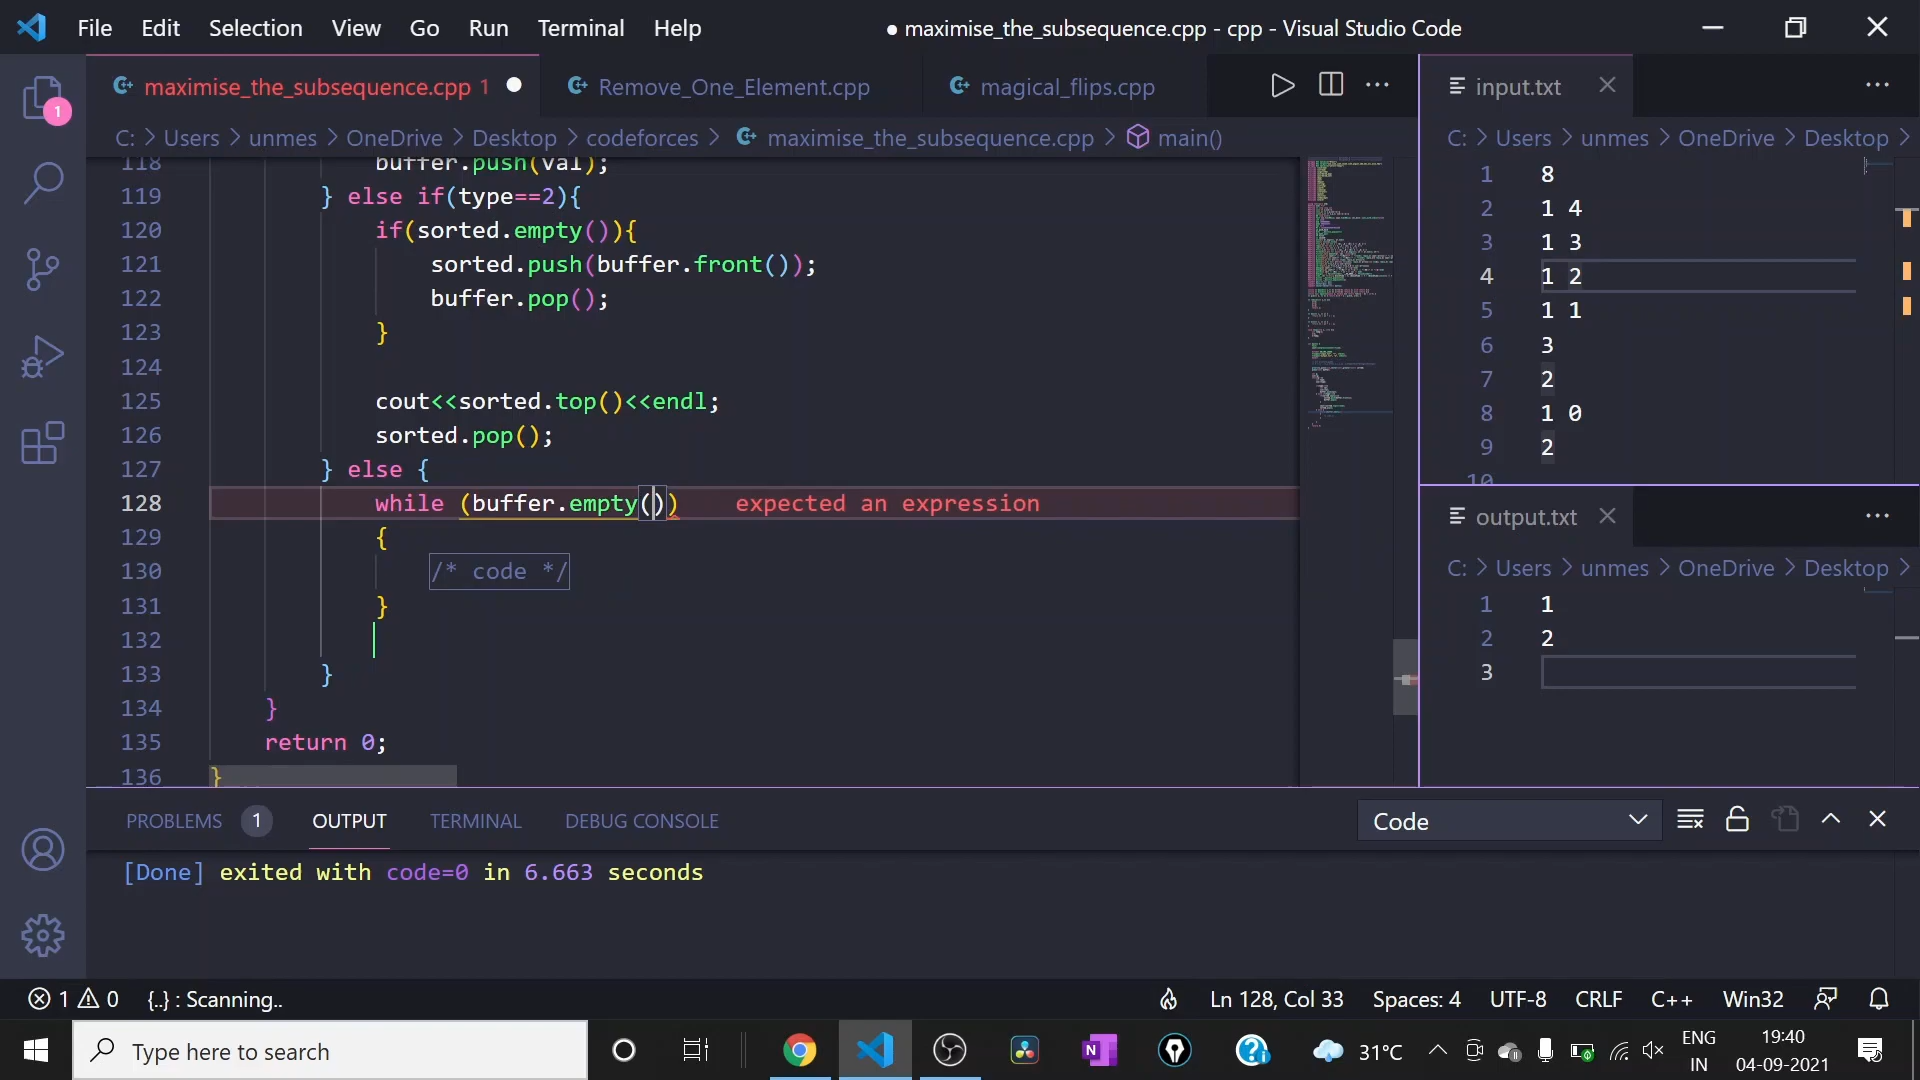 File Edit Selection View Go Run Terminal Help
● maximise_the_subsequence.cpp - cpp - Visual Studio Code
maximise_the_subsequence.cpp 1 ● Remove_One_Element.cpp magical_flips.cpp
C: > Users > unmes > OneDrive > Desktop > codeforces > maximise_the_subsequence.cpp > main()
118 buffer.push(val);
119 } else if(type==2){
120 if(sorted.empty()){
121 sorted.push(buffer.front());
122 buffer.pop();
123 }
124
125 cout<<sorted.top()<<endl;
126 sorted.pop();
127 } else {
128 while (buffer.empty()) expected an expression
129 {
130 /* code */
131 }
132
133 }
134 }
135 return 0;
136 }
input.txt
C: > Users > unmes > OneDrive > Desktop >
1 8
2 1 4
3 1 3
4 1 2
5 1 1
6 3
7 2
8 1 0
9 2
10
output.txt
C: > Users > unmes > OneDrive > Desktop >
1 1
2 2
3
PROBLEMS 1 OUTPUT TERMINAL DEBUG CONSOLE
Code
[Done] exited with code=0 in 6.663 seconds
1 0 {..} : Scanning..
Ln 128, Col 33 Spaces: 4 UTF-8 CRLF C++ Win32
Type here to search
31°C
ENG
IN
19:40
04-09-2021